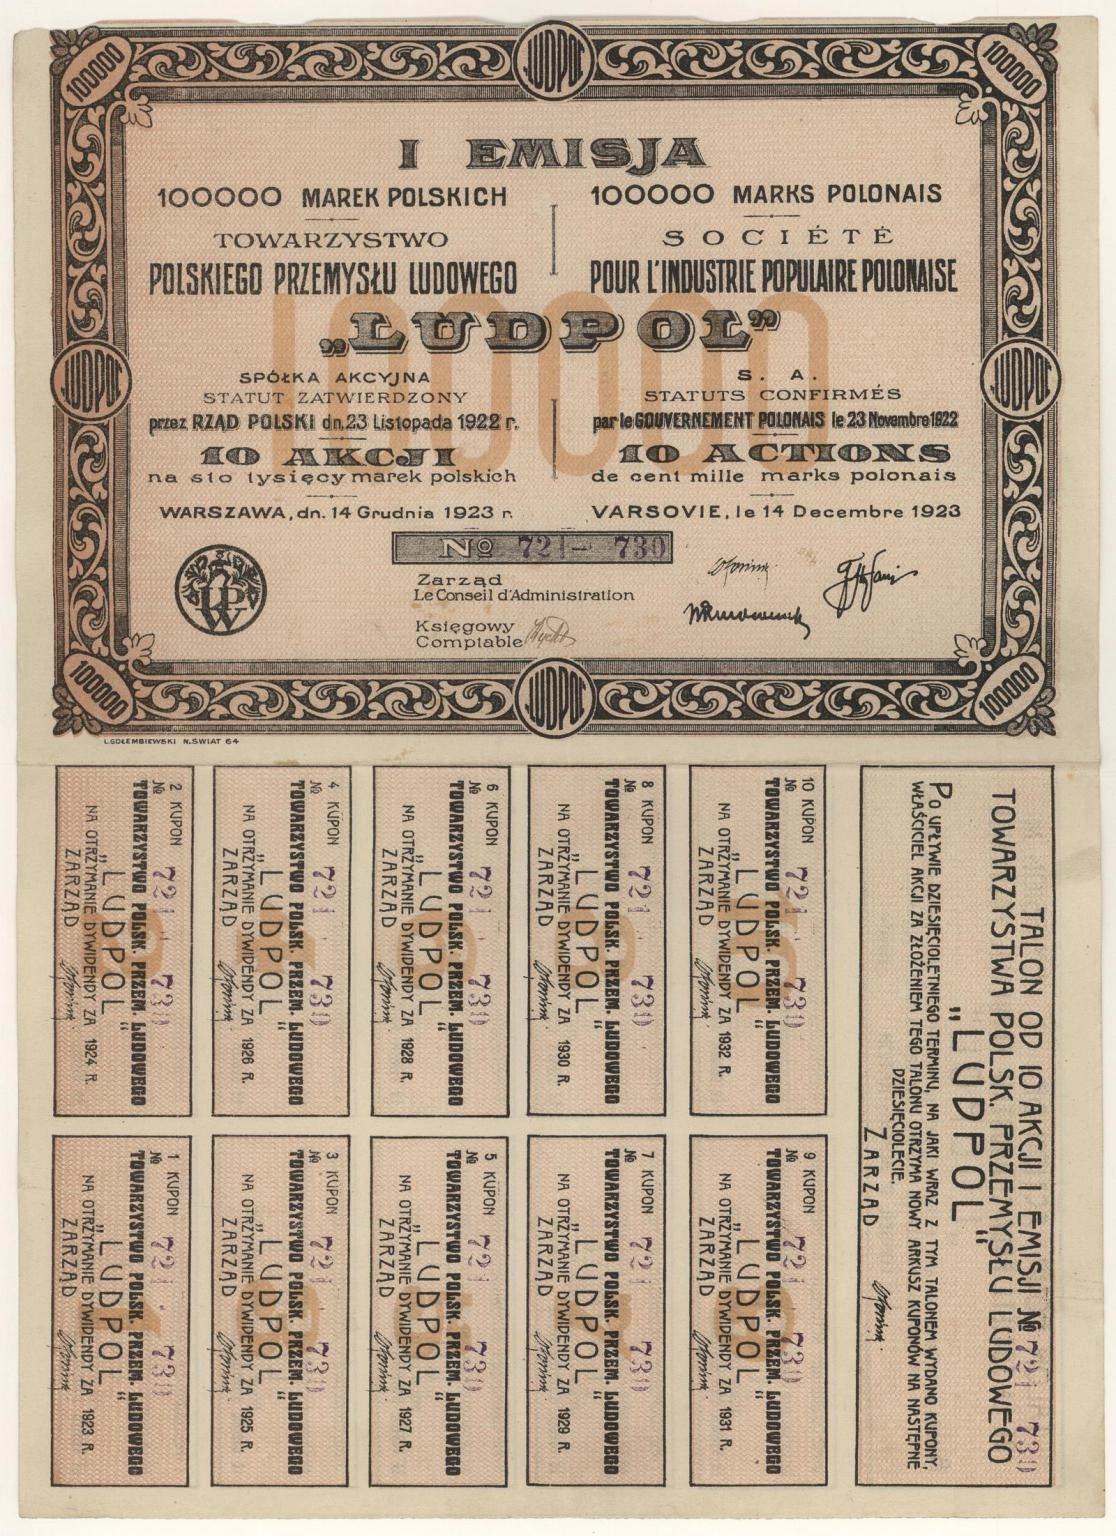 LUDPOL
100000
100000
I EMISJA
100000 MAREK POLSKICH
TOWARZYSTWO
POLSKIEGO PRZEMYSŁU LUDOWEGO
100000 MARKS POLONAIS
SOCIÉTÉ
POUR L'INDUSTRIE POPULAIRE POLONAISE
100000
„LUDPOL”
LUDPOL
LUDPOL
SPÓŁKA AKCYJNA
STATUT ZATWIERDZONY
przez RZĄD POLSKI dn. 23 Listopada 1922 r.
10 AKCJI
na sto tysięcy marek polskich
WARSZAWA, dn. 14 Grudnia 1923 r.
S. A.
STATUTS CONFIRMÉS
par le GOUVERNEMENT POLONAIS le 23 Novembre 1922
10 ACTIONS
de cent mille marks polonais
VARSOVIE, le 14 Decembre 1923
No 721 - 730
Zarząd
Le Conseil d'Administration
Księgowy
Comptable
100000
100000
LUDPOL
L. GOŁEMBIEWSKI N. ŚWIAT 64
2 KUPON
№ 721 730
TOWARZYSTWO POLSK. PRZEM. LUDOWEGO
„LUDPOL“
NA OTRZYMANIE DYWIDENDY ZA 1924 R.
ZARZĄD
4 KUPON
№ 721 730
TOWARZYSTWO POLSK. PRZEM. LUDOWEGO
„LUDPOL“
NA OTRZYMANIE DYWIDENDY ZA 1926 R.
ZARZĄD
6 KUPON
№ 721 730
TOWARZYSTWO POLSK. PRZEM. LUDOWEGO
„LUDPOL“
NA OTRZYMANIE DYWIDENDY ZA 1928 R.
ZARZĄD
8 KUPON
№ 721 730
TOWARZYSTWO POLSK. PRZEM. LUDOWEGO
„LUDPOL“
NA OTRZYMANIE DYWIDENDY ZA 1930 R.
ZARZĄD
10 KUPON
№ 721 730
TOWARZYSTWO POLSK. PRZEM. LUDOWEGO
„LUDPOL“
NA OTRZYMANIE DYWIDENDY ZA 1932 R.
ZARZĄD
1 KUPON
№ 721 730
TOWARZYSTWO POLSK. PRZEM. LUDOWEGO
„LUDPOL“
NA OTRZYMANIE DYWIDENDY ZA 1923 R.
ZARZĄD
3 KUPON
№ 721 730
TOWARZYSTWO POLSK. PRZEM. LUDOWEGO
„LUDPOL“
NA OTRZYMANIE DYWIDENDY ZA 1925 R.
ZARZĄD
5 KUPON
№ 721 730
TOWARZYSTWO POLSK. PRZEM. LUDOWEGO
„LUDPOL“
NA OTRZYMANIE DYWIDENDY ZA 1927 R.
ZARZĄD
7 KUPON
№ 721 730
TOWARZYSTWO POLSK. PRZEM. LUDOWEGO
„LUDPOL“
NA OTRZYMANIE DYWIDENDY ZA 1929 R.
ZARZĄD
9 KUPON
№ 721 730
TOWARZYSTWO POLSK. PRZEM. LUDOWEGO
„LUDPOL“
NA OTRZYMANIE DYWIDENDY ZA 1931 R.
ZARZĄD
TALON OD 10 AKCJI I EMISJI № 721 730
TOWARZYSTWA POLSK. PRZEMYSŁU LUDOWEGO
„LUDPOL“
PO UPŁYWIE DZIESIĘCIOLETNIEGO TERMINU, NA JAKI WRAZ Z TYM TALONEM WYDANO KUPONY,
WŁAŚCICIEL AKCJI ZA ZŁOŻENIEM TEGO TALONU OTRZYMA NOWY ARKUSZ KUPONÓW NA NASTĘPNE
DZIESIĘCIOLECIE.
ZARZĄD